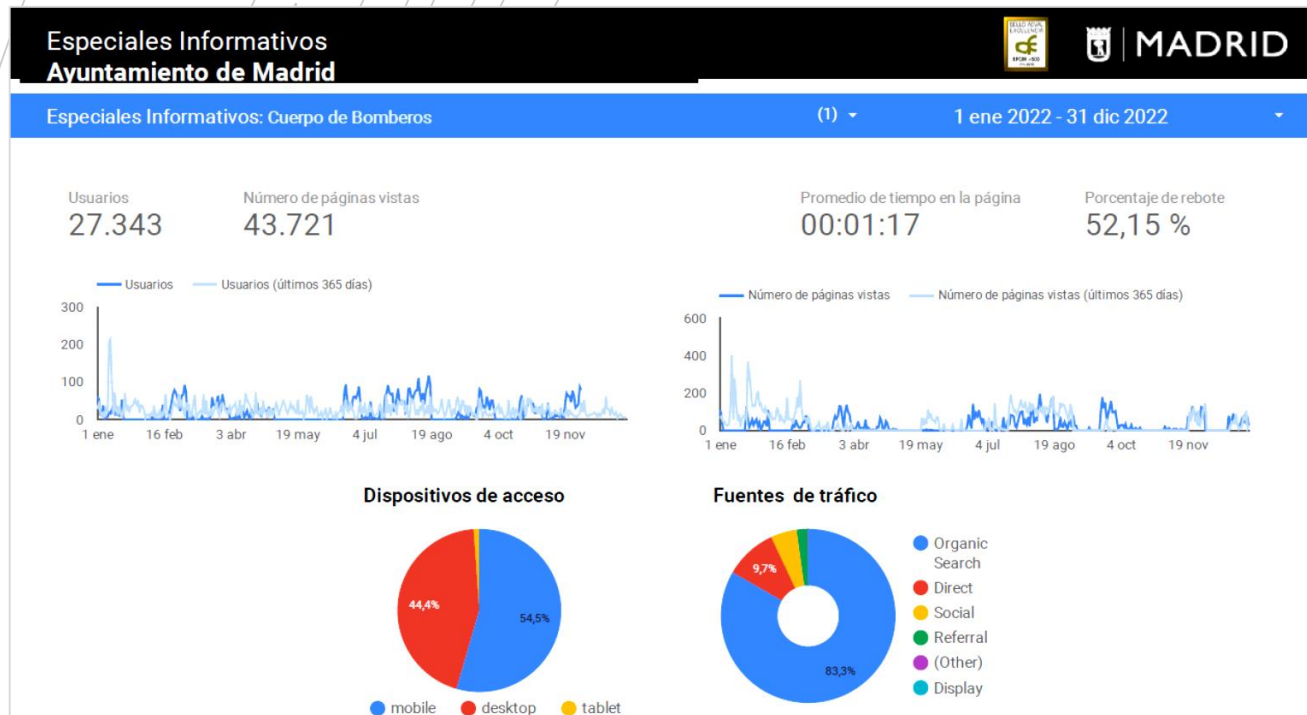 Especiales Informativos
Ayuntamiento de Madrid
MADRID
Especiales Informativos: Cuerpo de Bomberos
(1)
1 ene 2022 - 31 dic 2022
Usuarios
27.343
Número de páginas vistas
43.721
Promedio de tiempo en la página
00:01:17
Porcentaje de rebote
52,15 %
Usuarios
Usuarios (últimos 365 días)
300
200
100
0
1 ene 16 feb 3 abr 19 may 4 jul 19 ago 4 oct 19 nov
Número de páginas vistas
Número de páginas vistas (últimos 365 días)
600
400
200
0
1 ene 16 feb 3 abr 19 may 4 jul 19 ago 4 oct 19 nov
Dispositivos de acceso
44,4%
54,5%
mobile desktop tablet
Fuentes de tráfico
9,7%
83,3%
Organic
Search
Direct
Social
Referral
(Other)
Display